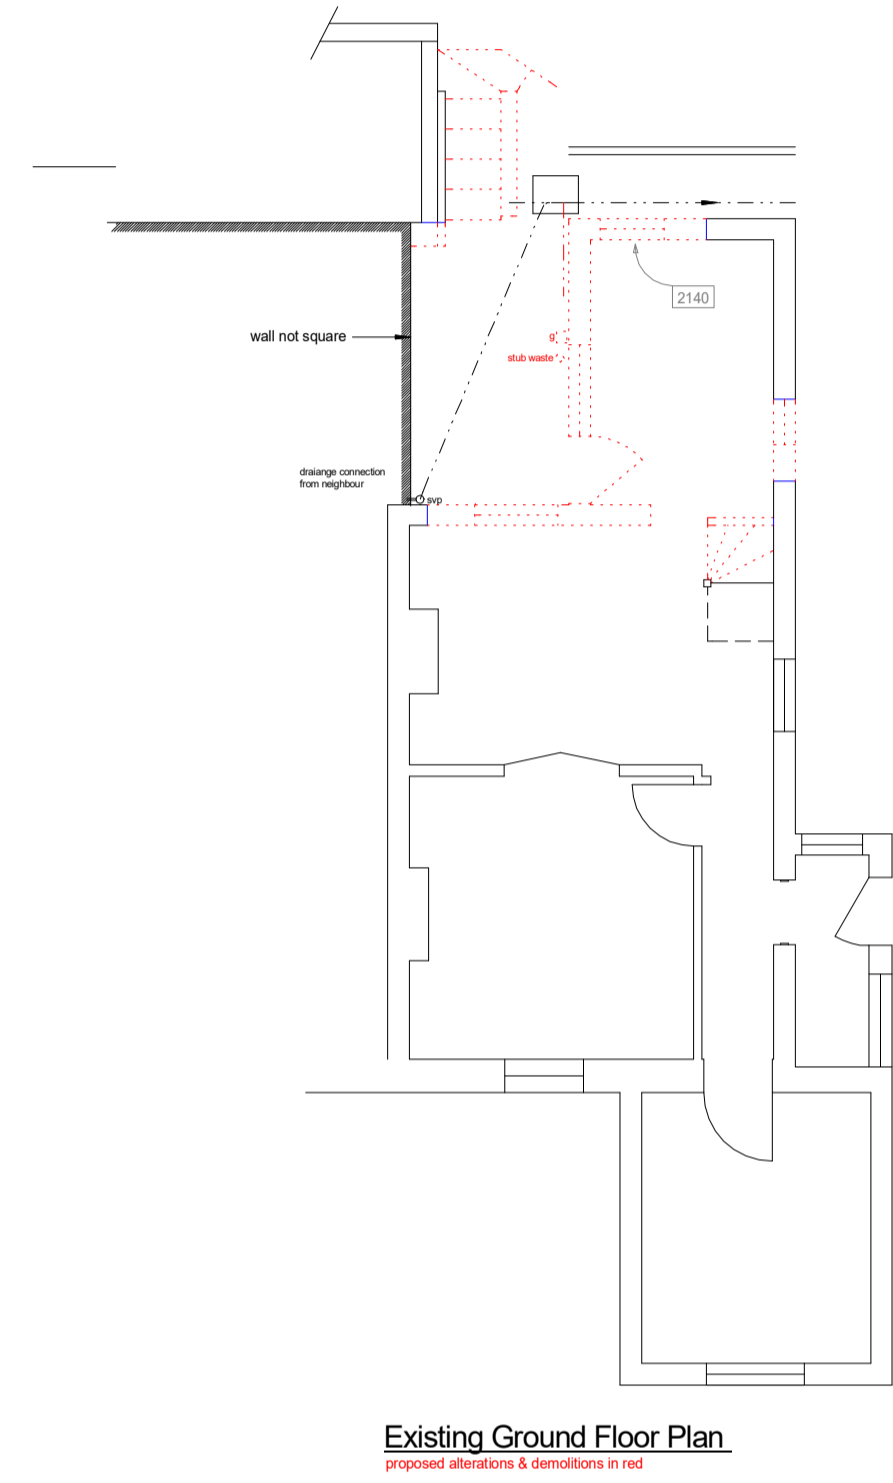 2140
wall not square
g
stub waste
draiange connection
from neighbour
svp
Existing Ground Floor Plan
proposed alterations & demolitions in red